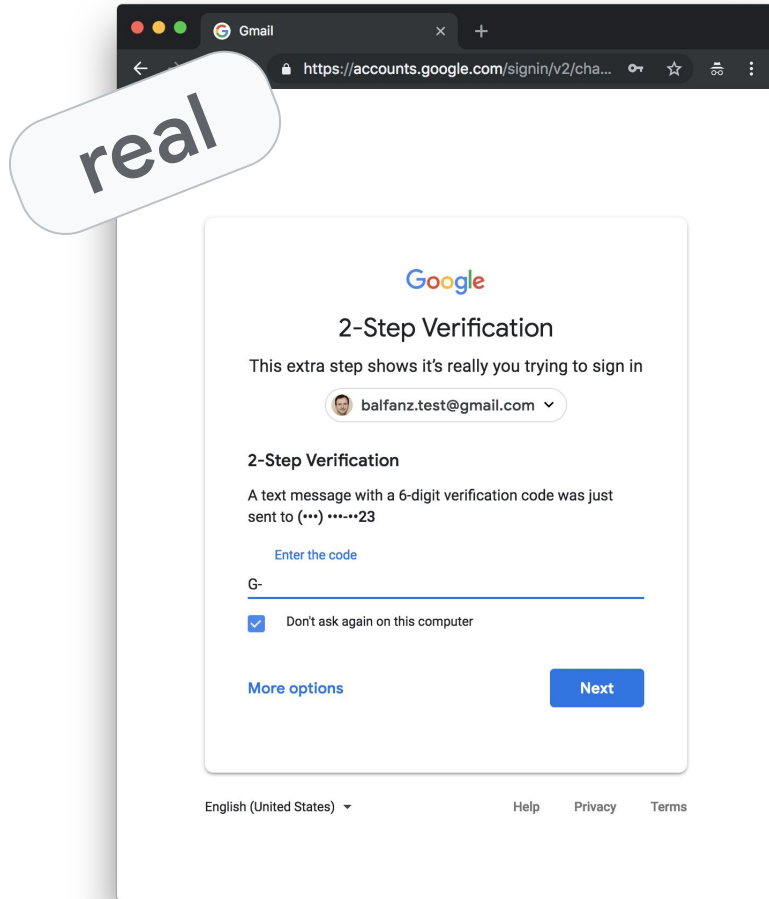 Gmail
https://accounts.google.com/signin/v2/cha...
real
Google
2-Step Verification
This extra step shows it’s really you trying to sign in
balfanz.test@gmail.com
2-Step Verification
A text message with a 6-digit verification code was just
sent to (•••) •••-••23
Enter the code
G-
Don't ask again on this computer
More options
Next
English (United States)
Help Privacy Terms